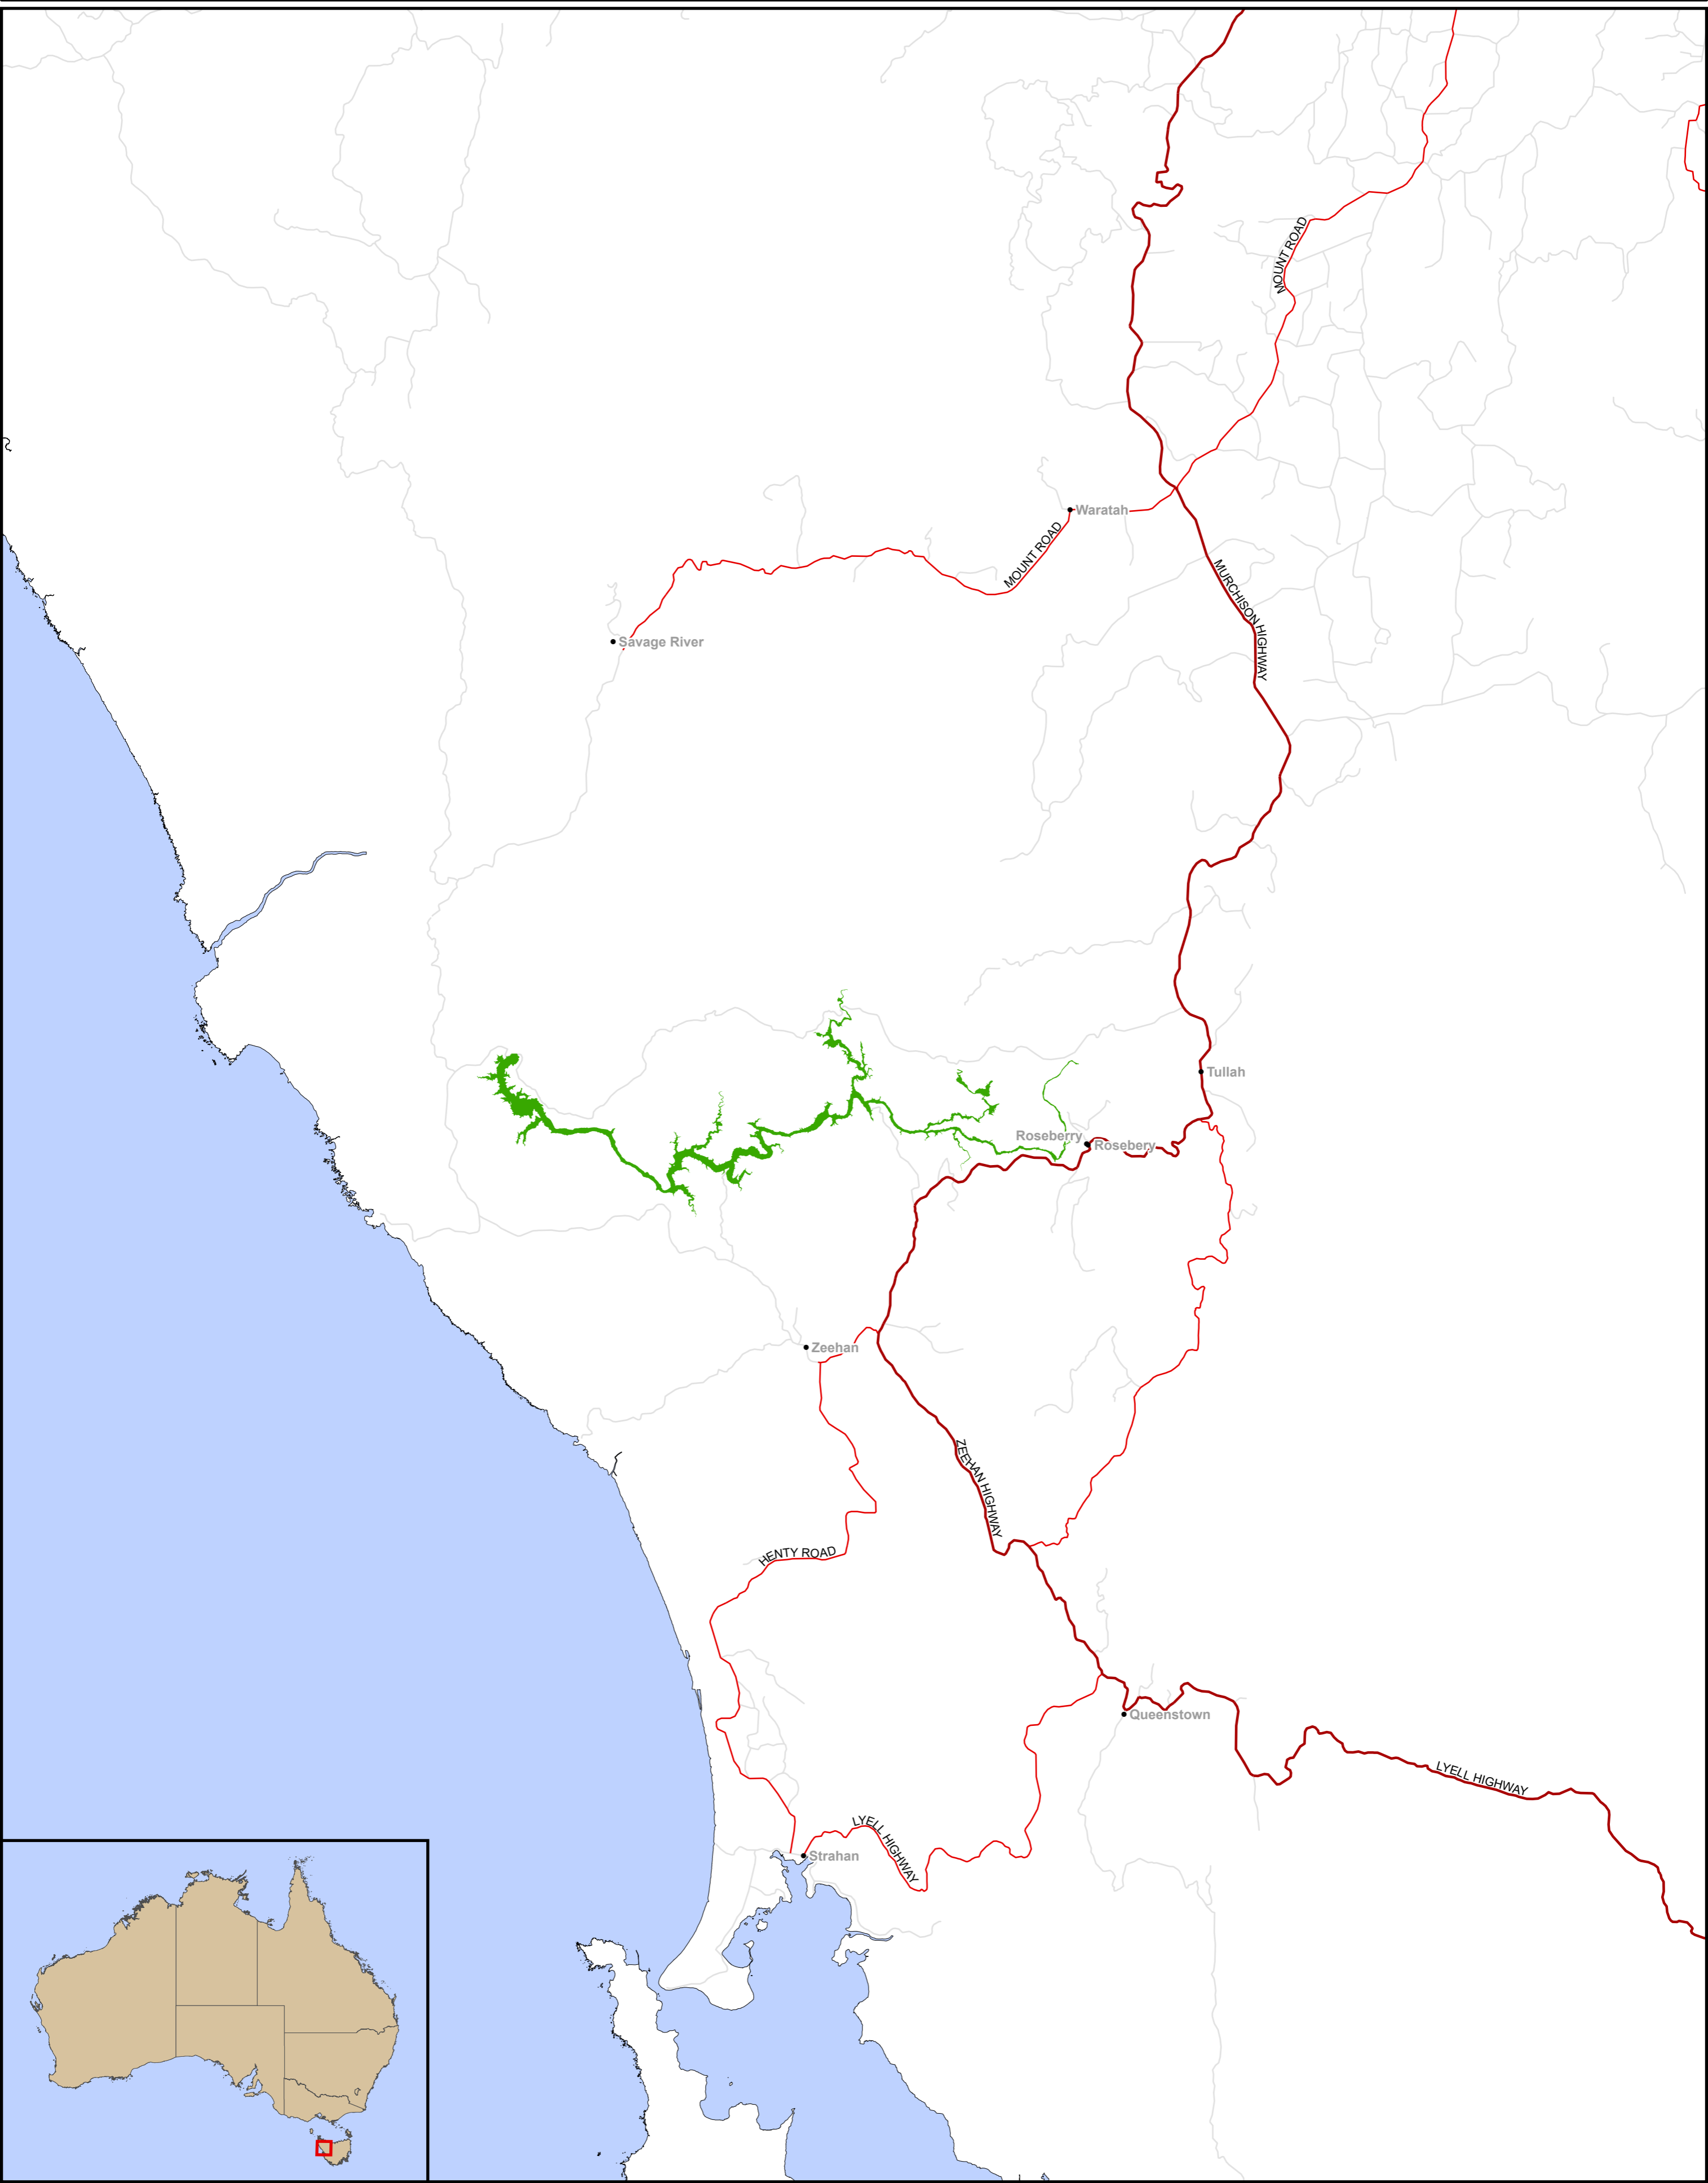 MOUNT ROAD
Waratah
MOUNT ROAD
MURCHISON HIGHWAY
Savage River
Tullah
Roseberry
Rosebery
Zeehan
ZEEHAN HIGHWAY
HENTY ROAD
Queenstown
LYELL HIGHWAY
LYELL HIGHWAY
Strahan